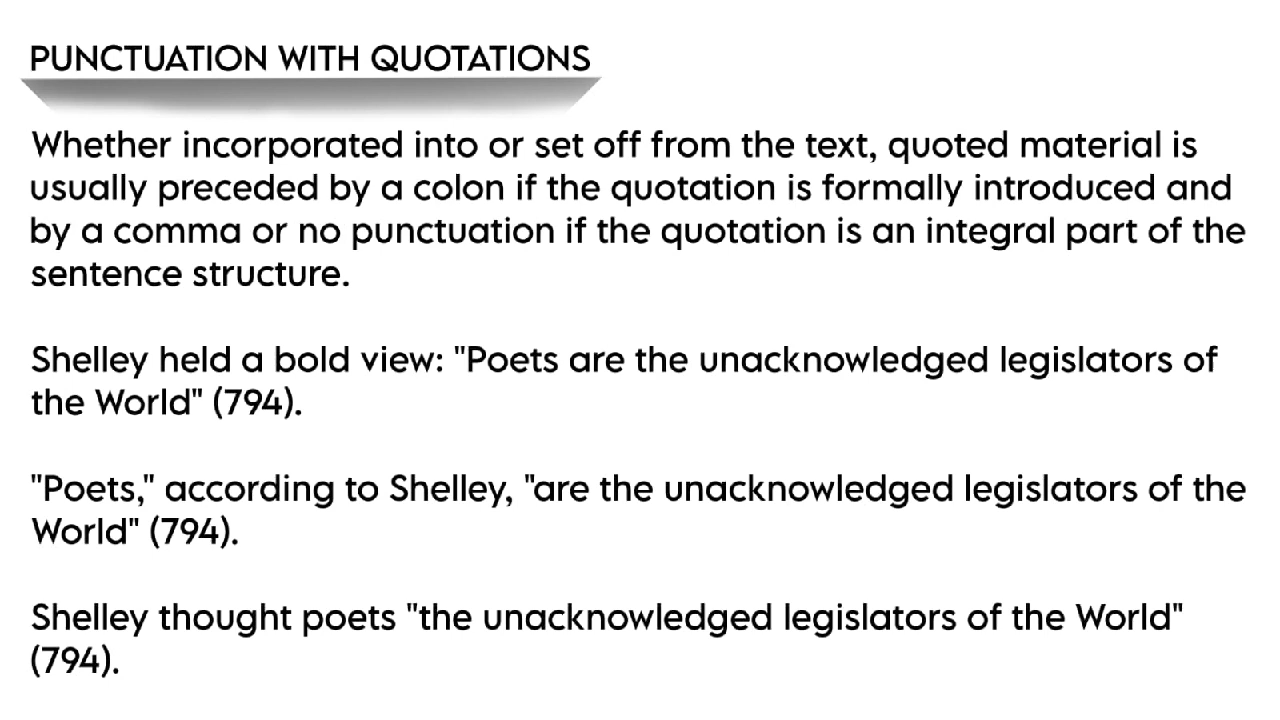 PUNCTUATION WITH QUOTATIONS
Whether incorporated into or set off from the text, quoted material is
usually preceded by a colon if the quotation is formally introduced and
by a comma or no punctuation if the quotation is an integral part of the
sentence structure.
Shelley held a bold view: "Poets are the unacknowledged legislators of
the World" (794).
"Poets," according to Shelley, "are the unacknowledged legislators of the
World" (794).
Shelley thought poets "the unacknowledged legislators of the World"
(794).